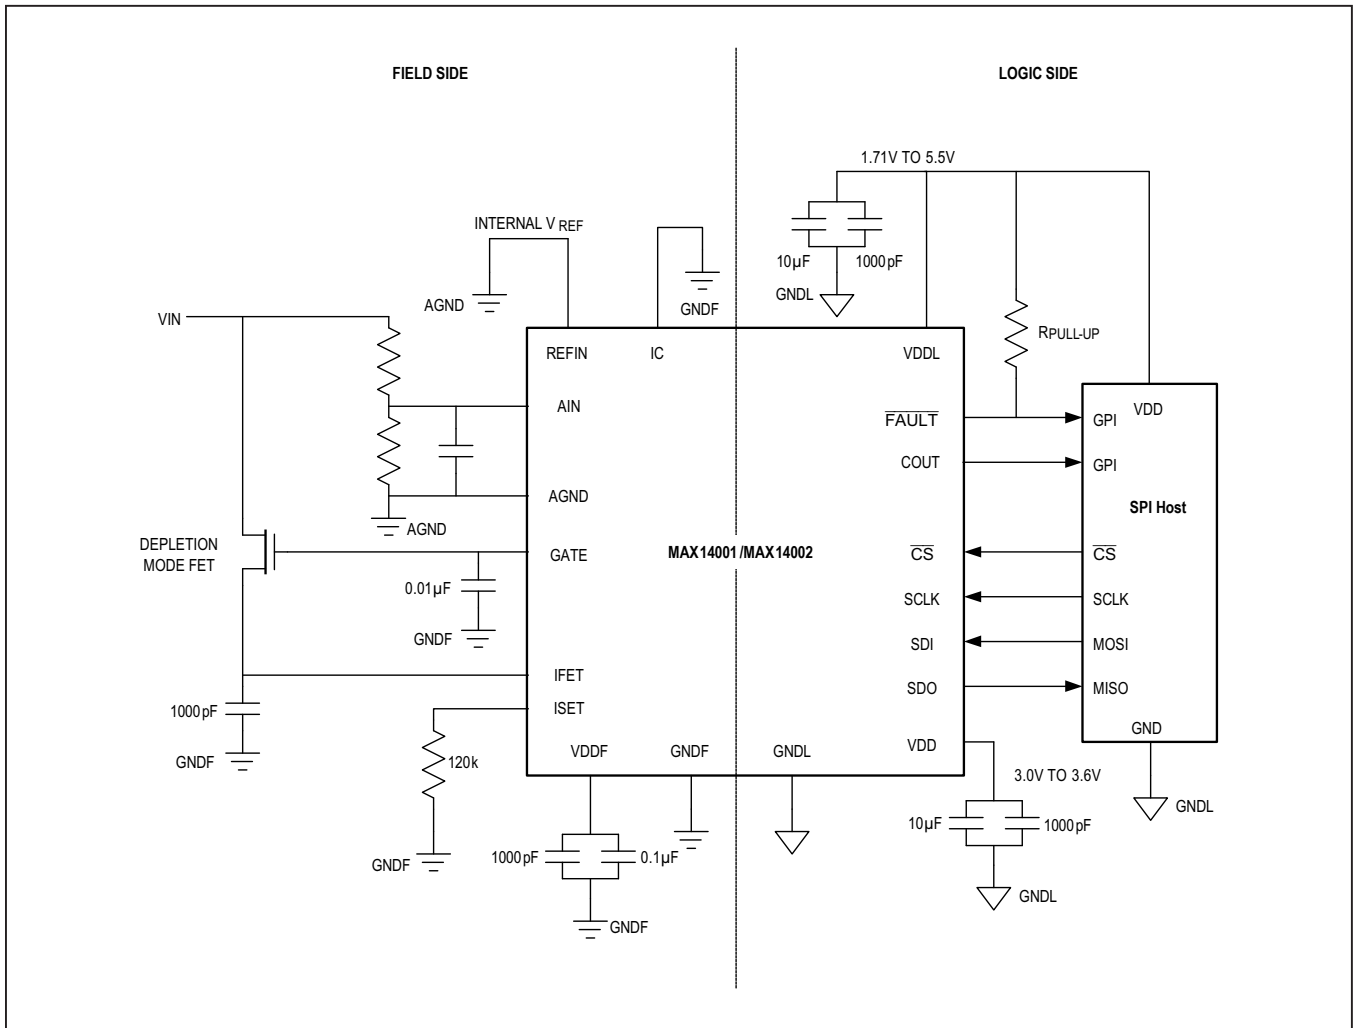 FIELD SIDE
LOGIC SIDE
1.71V TO 5.5V
INTERNAL V REF
10µF
1000pF
GNDL
AGND
GNDF
VIN
RPULL-UP
REFIN
IC
VDDL
VDD
AIN
FAULT
GPI
COUT
GPI
AGND
SPI Host
AGND
DEPLETION
MODE FET
GATE
MAX14001/MAX14002
CS
CS
0.01µF
SCLK
SCLK
GNDF
SDI
MOSI
IFET
SDO
MISO
1000pF
ISET
GND
GNDF
120k
VDDF
GNDF
GNDL
VDD
3.0V TO 3.6V
GNDL
10µF
1000pF
1000pF
0.1µF
GNDF
GNDL
GNDF